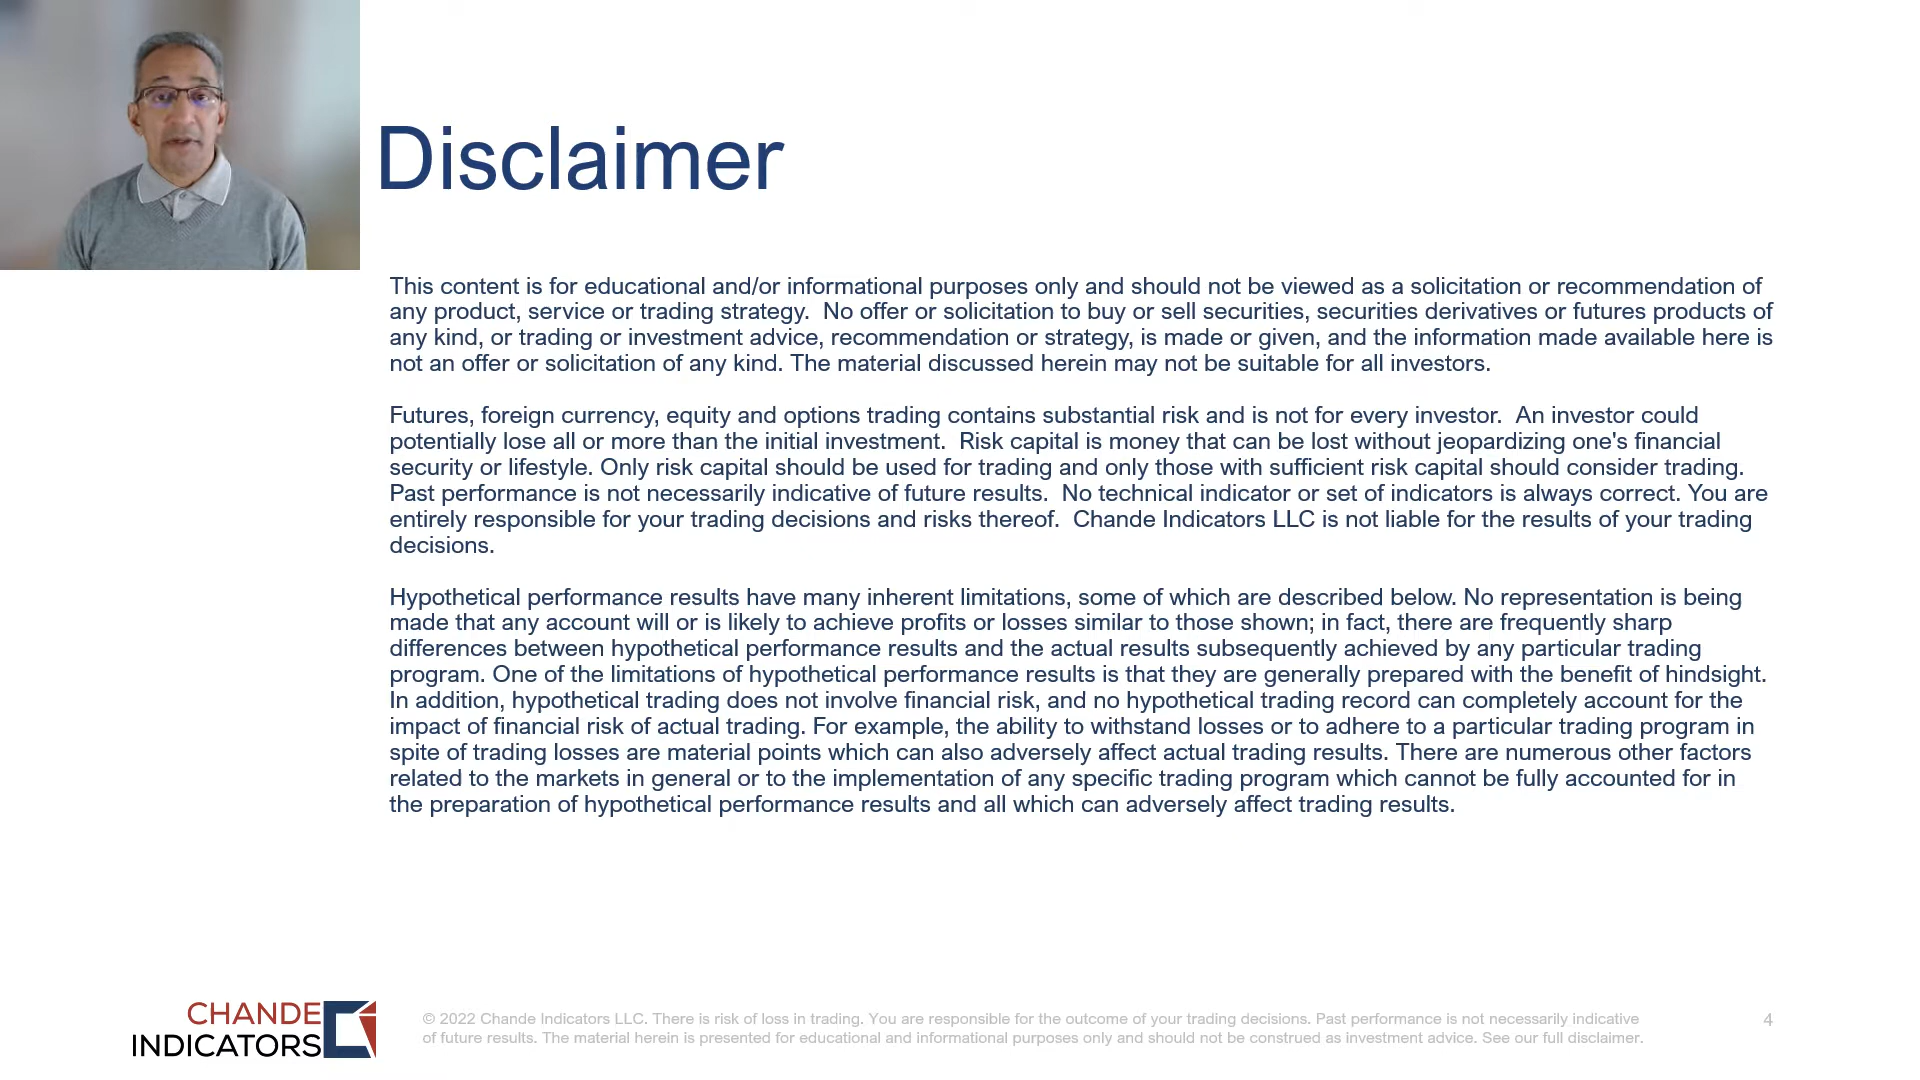 Disclaimer
This content is for educational and/or informational purposes only and should not be viewed as a solicitation or recommendation of
any product, service or trading strategy.  No offer or solicitation to buy or sell securities, securities derivatives or futures products of
any kind, or trading or investment advice, recommendation or strategy, is made or given, and the information made available here is
not an offer or solicitation of any kind. The material discussed herein may not be suitable for all investors.
Futures, foreign currency, equity and options trading contains substantial risk and is not for every investor.  An investor could
potentially lose all or more than the initial investment.  Risk capital is money that can be lost without jeopardizing one's financial
security or lifestyle. Only risk capital should be used for trading and only those with sufficient risk capital should consider trading.
Past performance is not necessarily indicative of future results.  No technical indicator or set of indicators is always correct. You are
entirely responsible for your trading decisions and risks thereof.  Chande Indicators LLC is not liable for the results of your trading
decisions.
Hypothetical performance results have many inherent limitations, some of which are described below. No representation is being
made that any account will or is likely to achieve profits or losses similar to those shown; in fact, there are frequently sharp
differences between hypothetical performance results and the actual results subsequently achieved by any particular trading
program. One of the limitations of hypothetical performance results is that they are generally prepared with the benefit of hindsight.
In addition, hypothetical trading does not involve financial risk, and no hypothetical trading record can completely account for the
impact of financial risk of actual trading. For example, the ability to withstand losses or to adhere to a particular trading program in
spite of trading losses are material points which can also adversely affect actual trading results. There are numerous other factors
related to the markets in general or to the implementation of any specific trading program which cannot be fully accounted for in
the preparation of hypothetical performance results and all which can adversely affect trading results.
CHANDE
INDICATORS
© 2022 Chande Indicators LLC. There is risk of loss in trading. You are responsible for the outcome of your trading decisions. Past performance is not necessarily indicative
of future results. The material herein is presented for educational and informational purposes only and should not be construed as investment advice. See our full disclaimer.
4